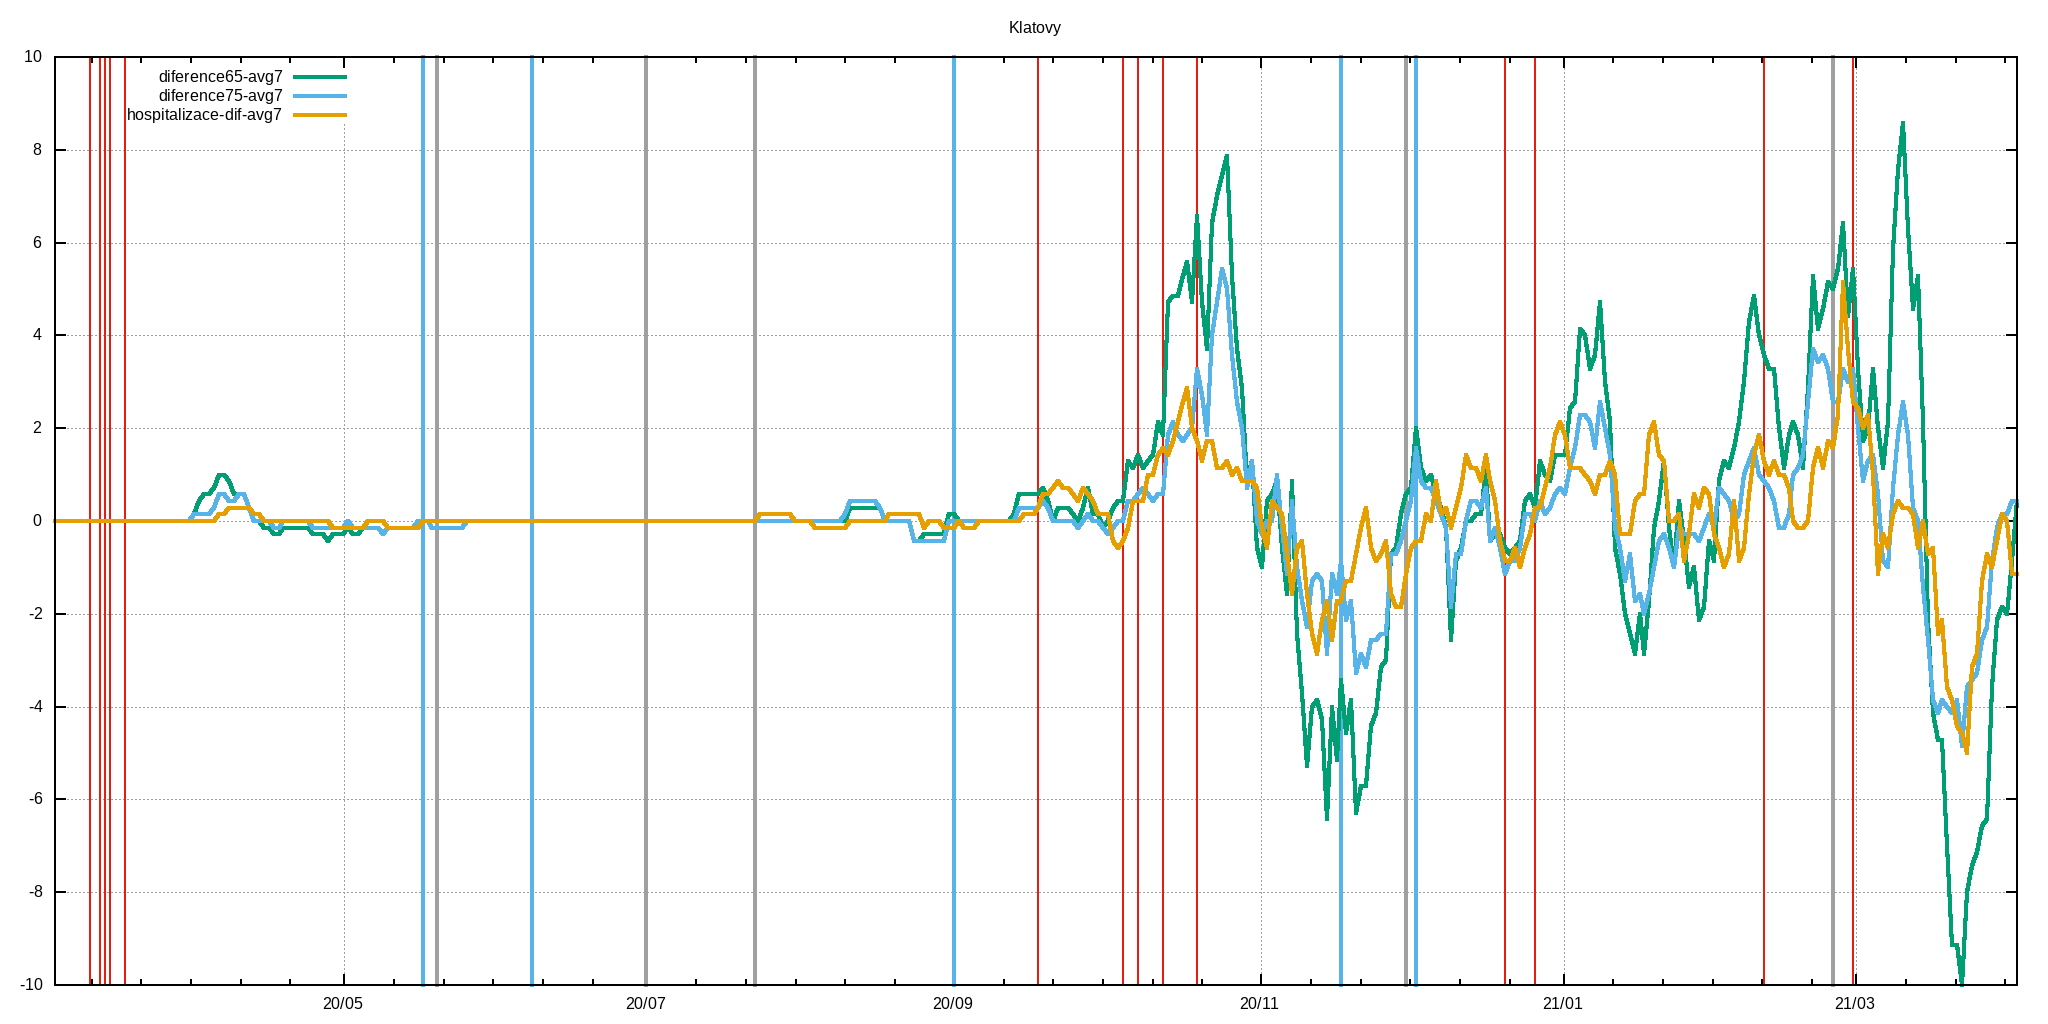 Klatovy
10
diference65-avg7
diference75-avg7
hospitalizace-dif-avg7
8
6
4
2
0
-2
-4
-6
-8
-10
20/05 20/07 20/09 20/11 21/01 21/03